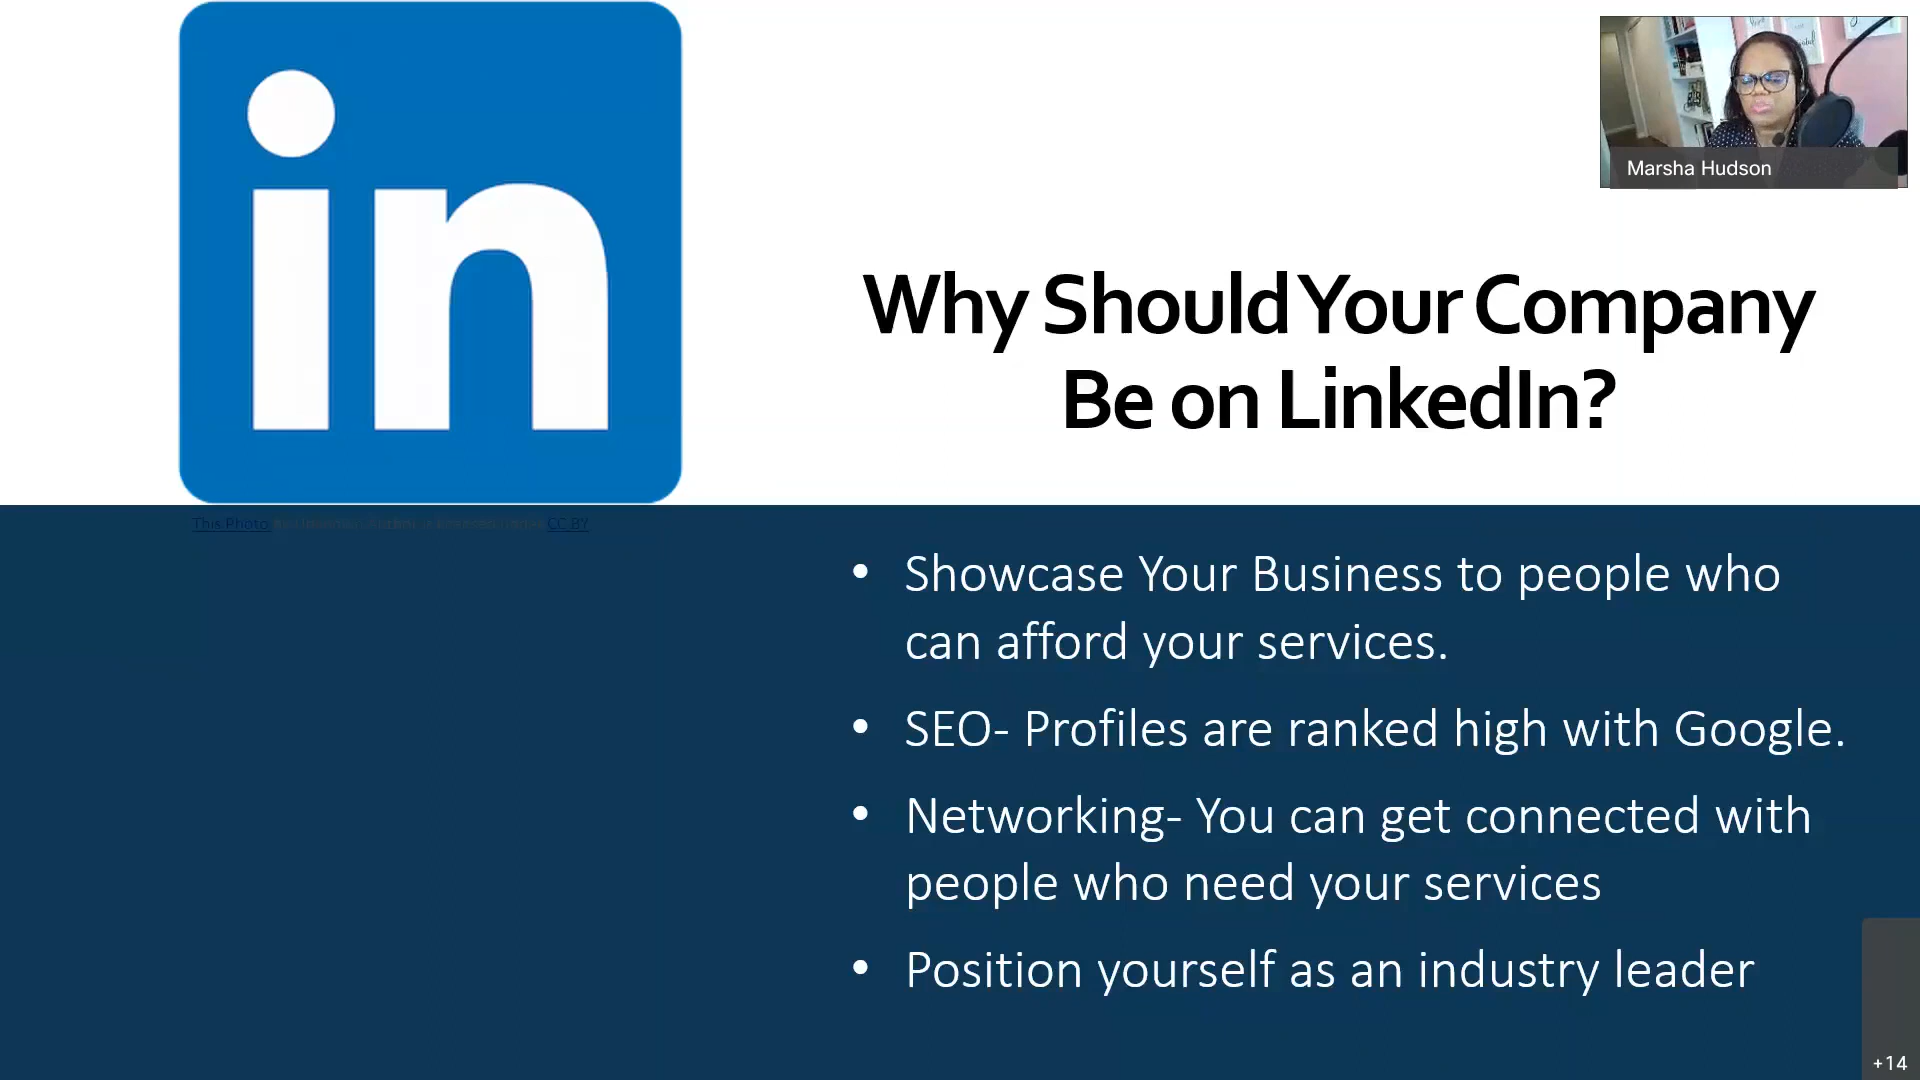 in
Marsha Hudson
Why Should Your Company
Be on LinkedIn?
This Photo CC BY
• Showcase Your Business to people who
can afford your services.
• SEO- Profiles are ranked high with Google.
• Networking- You can get connected with
people who need your services
• Position yourself as an industry leader
+14